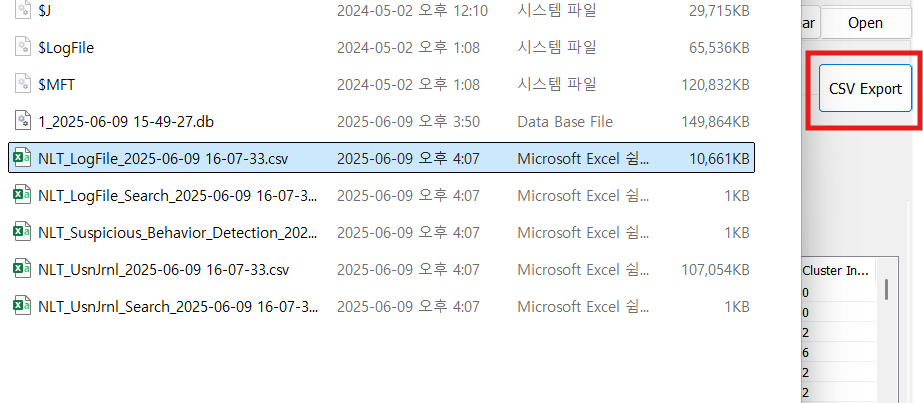 $J 2024-05-02 오후 12:10 시스템 파일 29,715KB
ar Open
$LogFile 2024-05-02 오후 1:08 시스템 파일 65,536KB
$MFT 2024-05-02 오후 1:08 시스템 파일 120,832KB
CSV Export
1_2025-06-09 15-49-27.db 2025-06-09 오후 3:50 Data Base File 149,864KB
NLT_LogFile_2025-06-09 16-07-33.csv 2025-06-09 오후 4:07 Microsoft Excel 쉼... 10,661KB
NLT_LogFile_Search_2025-06-09 16-07-3... 2025-06-09 오후 4:07 Microsoft Excel 쉼... 1KB
NLT_Suspicious_Behavior_Detection_202... 2025-06-09 오후 4:07 Microsoft Excel 쉼... 1KB
NLT_UsnJrnl_2025-06-09 16-07-33.csv 2025-06-09 오후 4:07 Microsoft Excel 쉼... 107,054KB
Cluster In...
0
NLT_UsnJrnl_Search_2025-06-09 16-07-3... 2025-06-09 오후 4:07 Microsoft Excel 쉼... 1KB
0
2
6
2
2